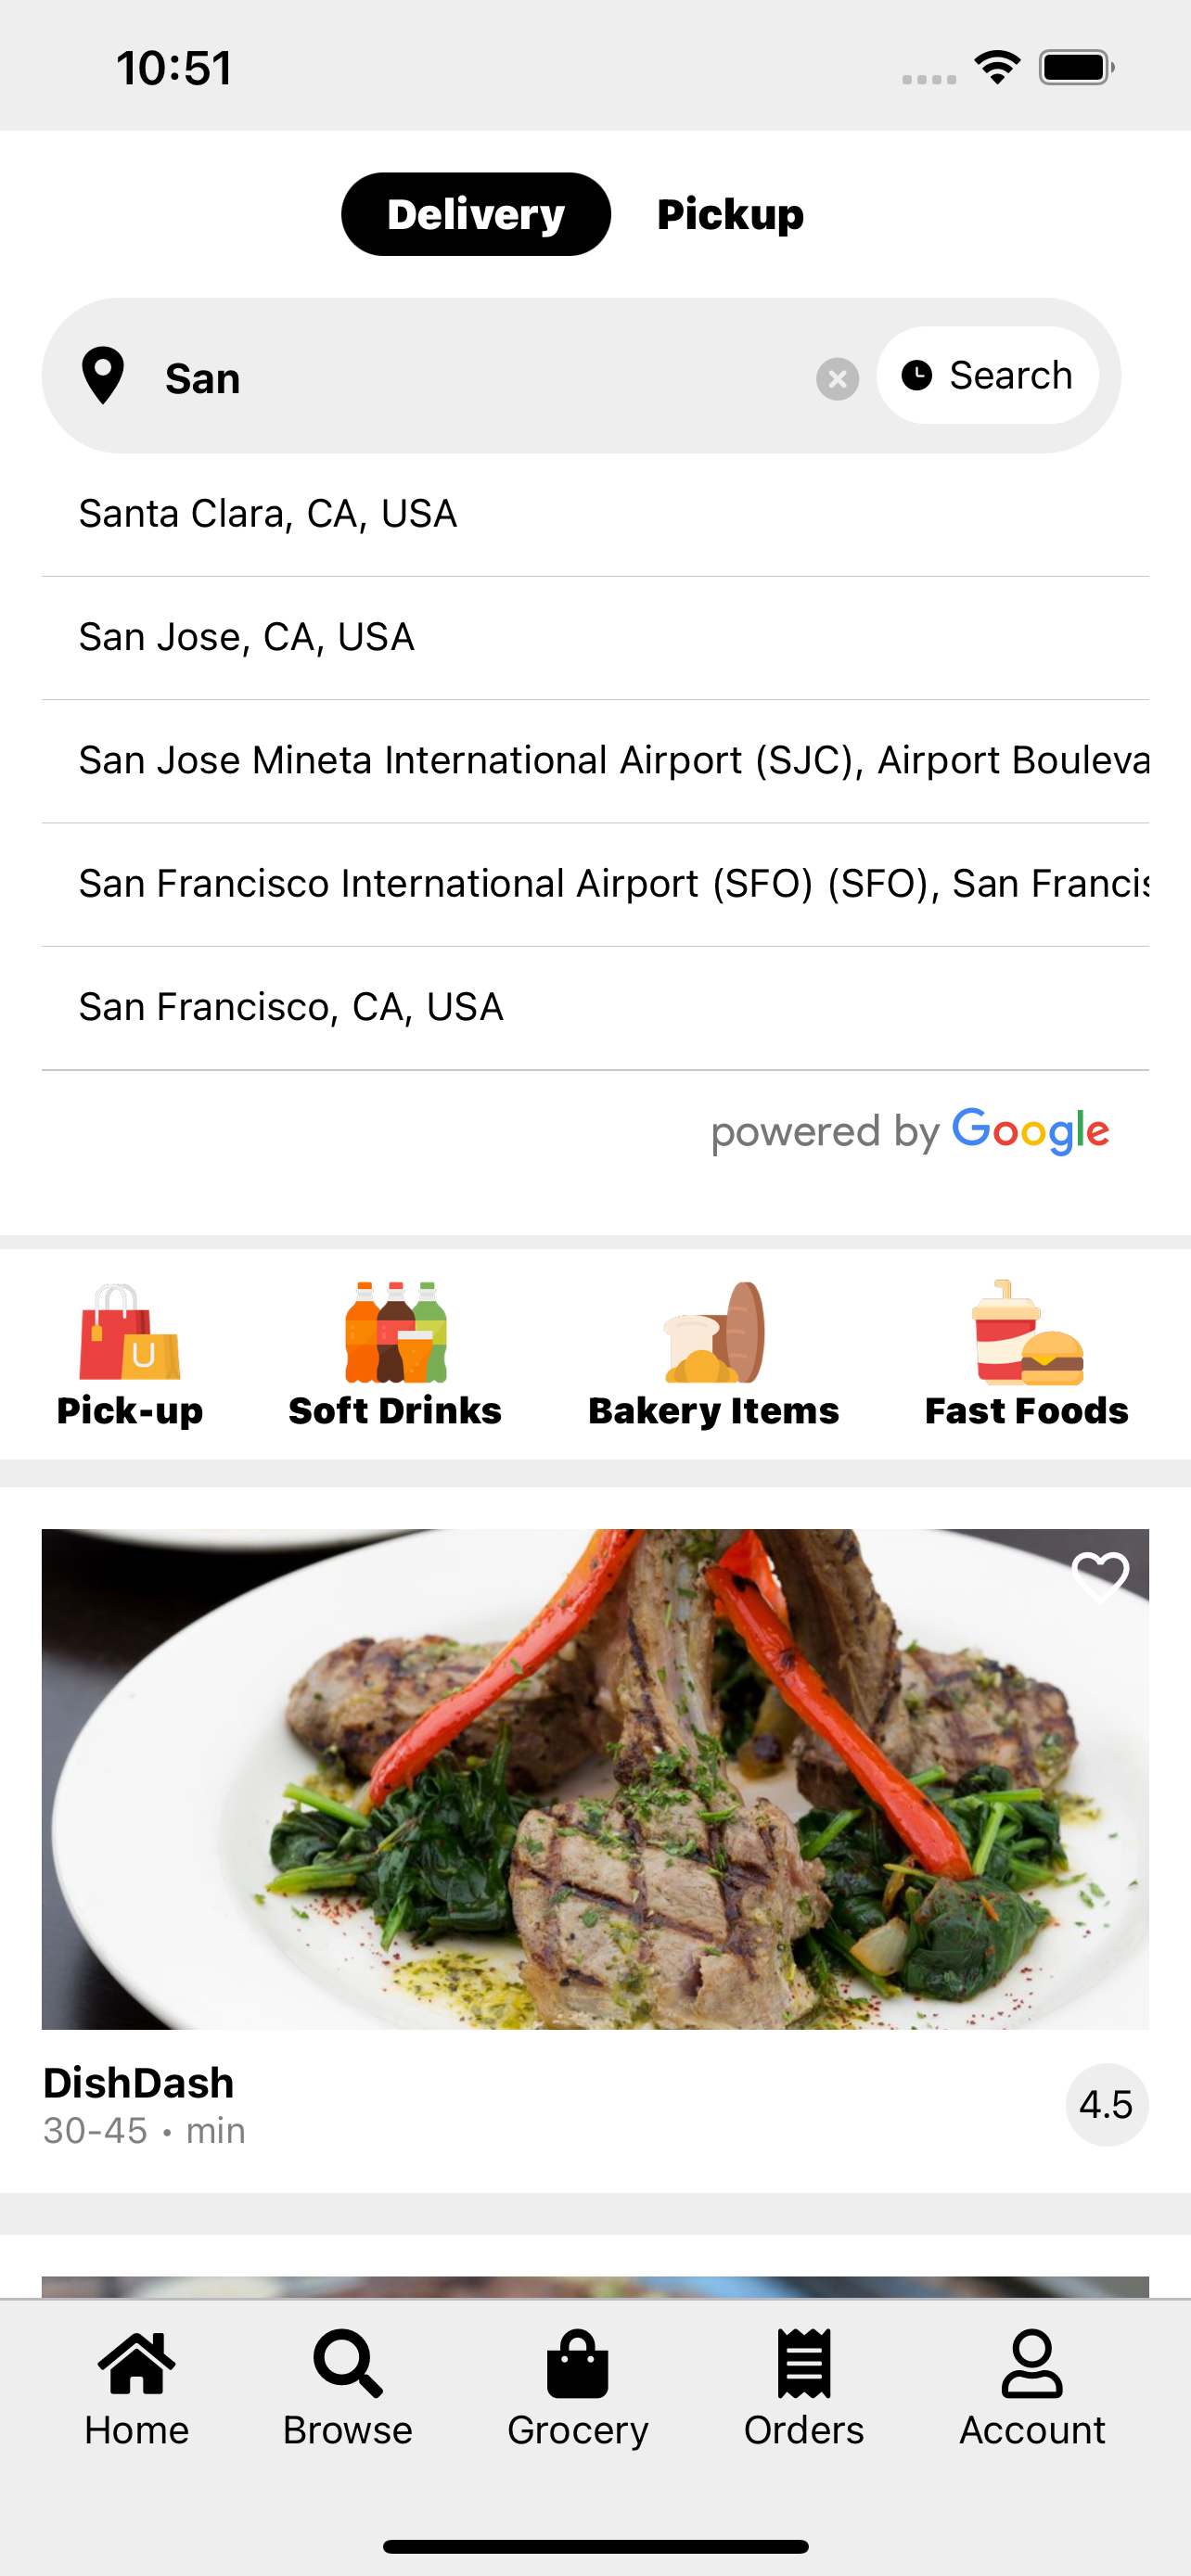 10:51
Delivery Pickup
San Search
Santa Clara, CA, USA
San Jose, CA, USA
San Jose Mineta International Airport (SJC), Airport Bouleva
San Francisco International Airport (SFO) (SFO), San Francis
San Francisco, CA, USA
powered by Google
Pick-up Soft Drinks Bakery Items Fast Foods
DishDash
30-45 • min
4.5
Home Browse Grocery Orders Account